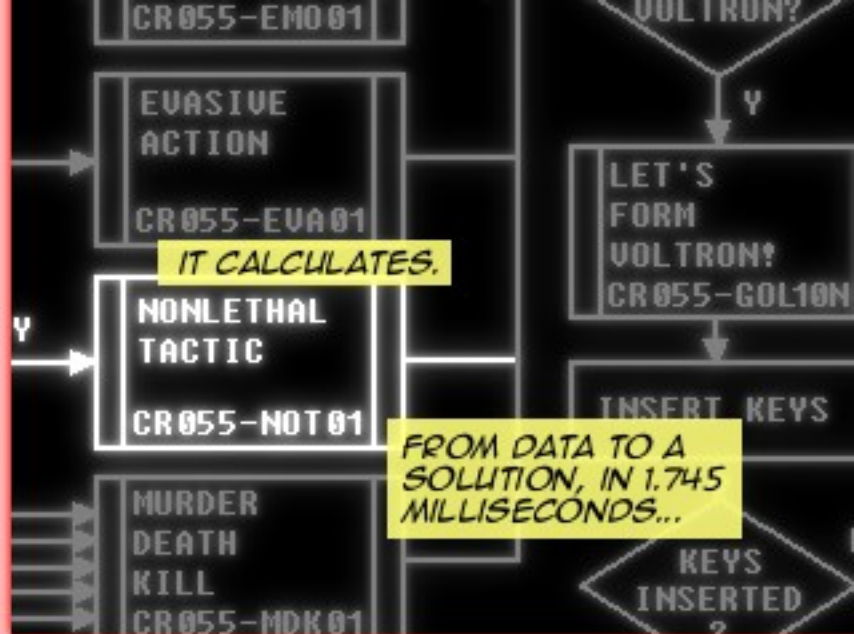 CR055-EMO01
EVASIVE
ACTION
CR055-EVA01
IT CALCULATES.
Y
NONLETHAL
TACTIC
CR055-NOT01
FROM DATA TO A
SOLUTION, IN 1.745
MILLISECONDS...
MURDER
DEATH
KILL
CR055-MDK01
VOLTRON?
Y
LET'S
FORM
VOLTRON!
CR055-GOL10N
INSERT KEYS
KEYS
INSERTED
?